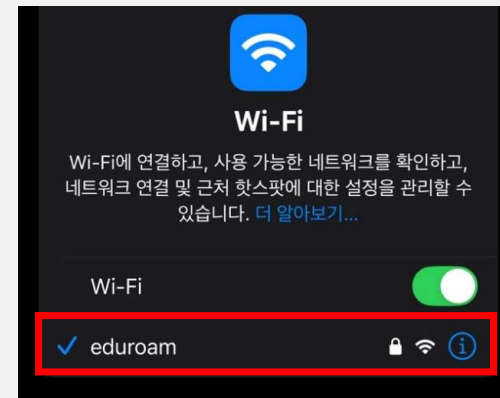 Wi-Fi
Wi-Fi에 연결하고, 사용 가능한 네트워크를 확인하고,
네트워크 연결 및 근처 핫스팟에 대한 설정을 관리할 수
있습니다. 더 알아보기...
Wi-Fi
eduroam